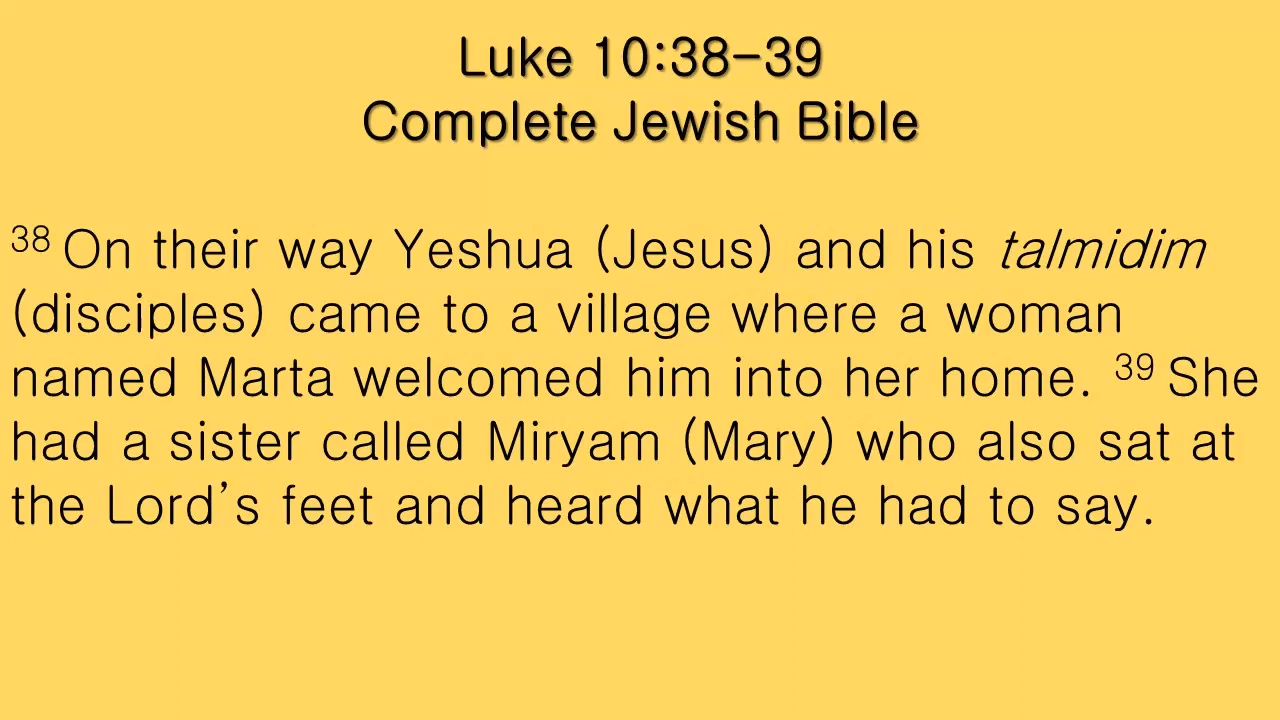 Luke 10:38-39
Complete Jewish Bible
38 On their way Yeshua (Jesus) and his talmidim
(disciples) came to a village where a woman
named Marta welcomed him into her home. 39 She
had a sister called Miryam (Mary) who also sat at
the Lord’s feet and heard what he had to say.